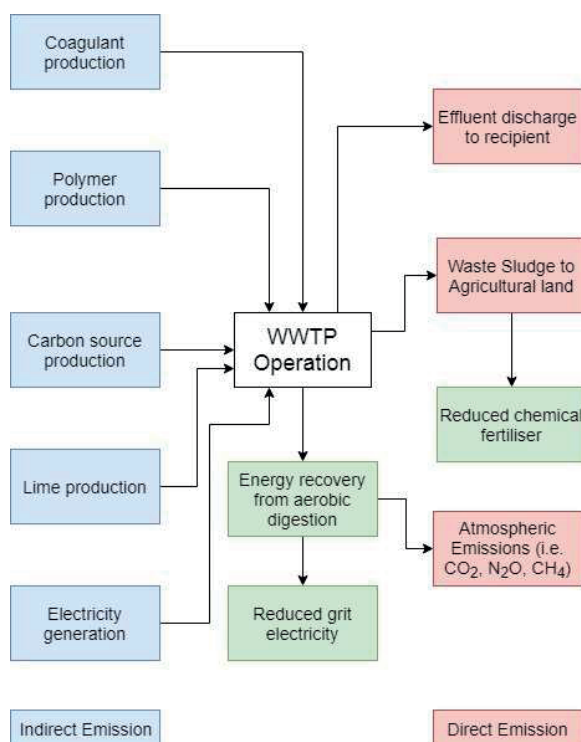 Coagulant
production
Polymer
production
Carbon source
production
Lime production
Electricity
generation
Indirect Emission
WWTP
Operation
Energy recovery
from aerobic
digestion
Reduced grit
electricity
Effluent discharge
to recipient
Waste Sludge to
Agricultural land
Reduced chemical
fertiliser
Atmospheric
Emissions (i.e.
CO₂, N₂O, CH₄)
Direct Emission